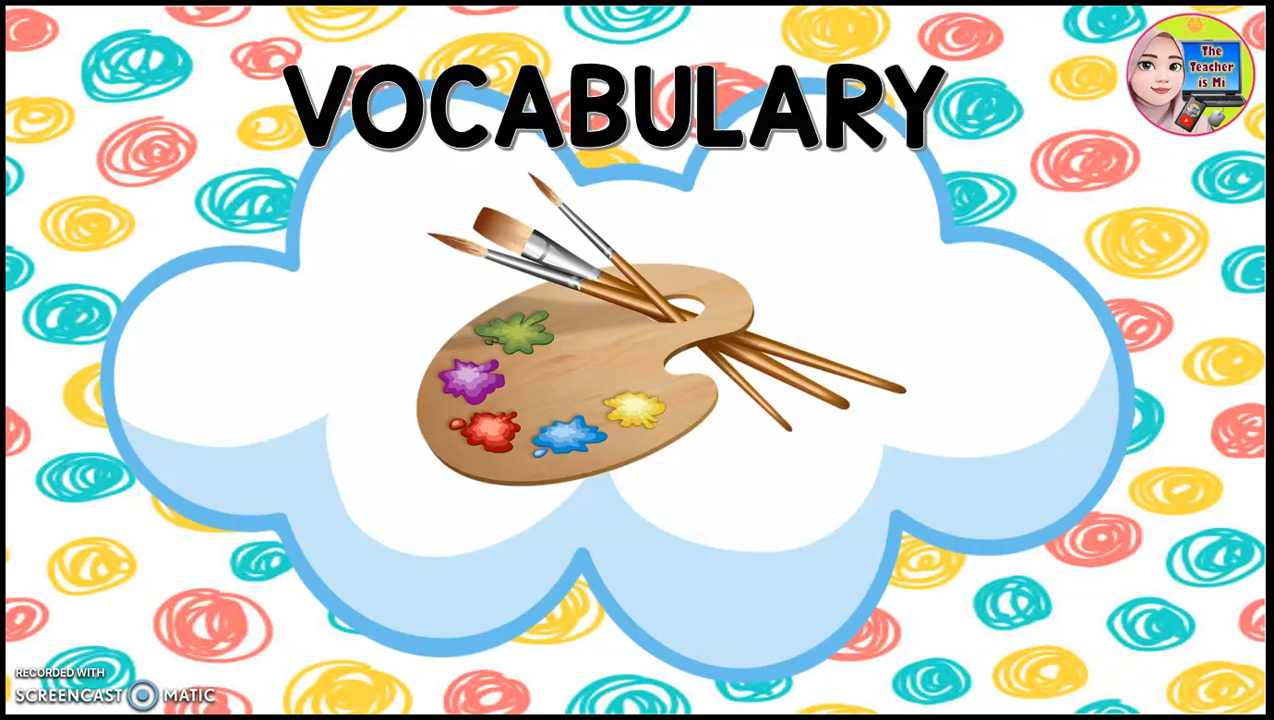 VOCABULARY
The
Teacher
is Mi
RECORDED WITH
SCREENCAST MATIC